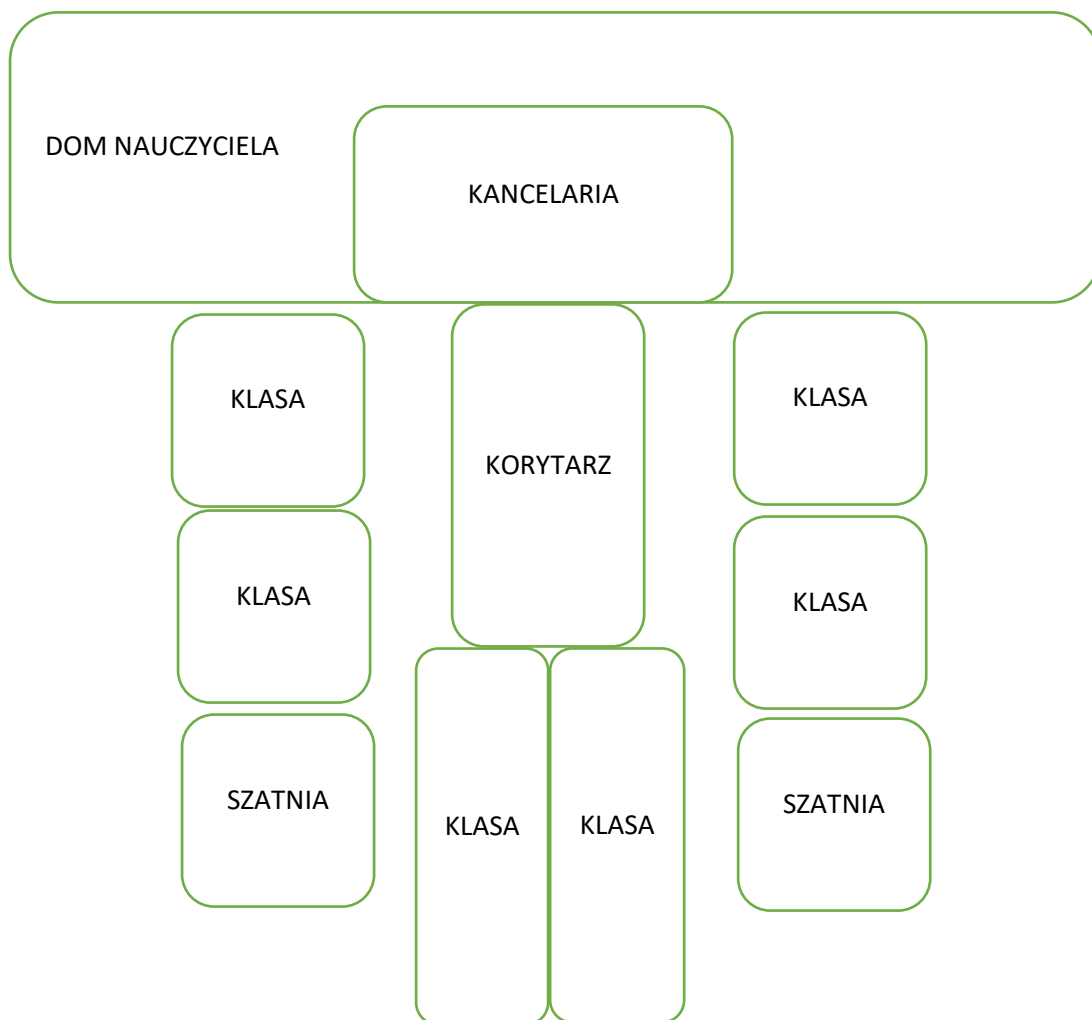 DOM NAUCZYCIELA
KANCELARIA
KLASA
KORYTARZ
KLASA
KLASA
KLASA
SZATNIA
KLASA
KLASA
SZATNIA